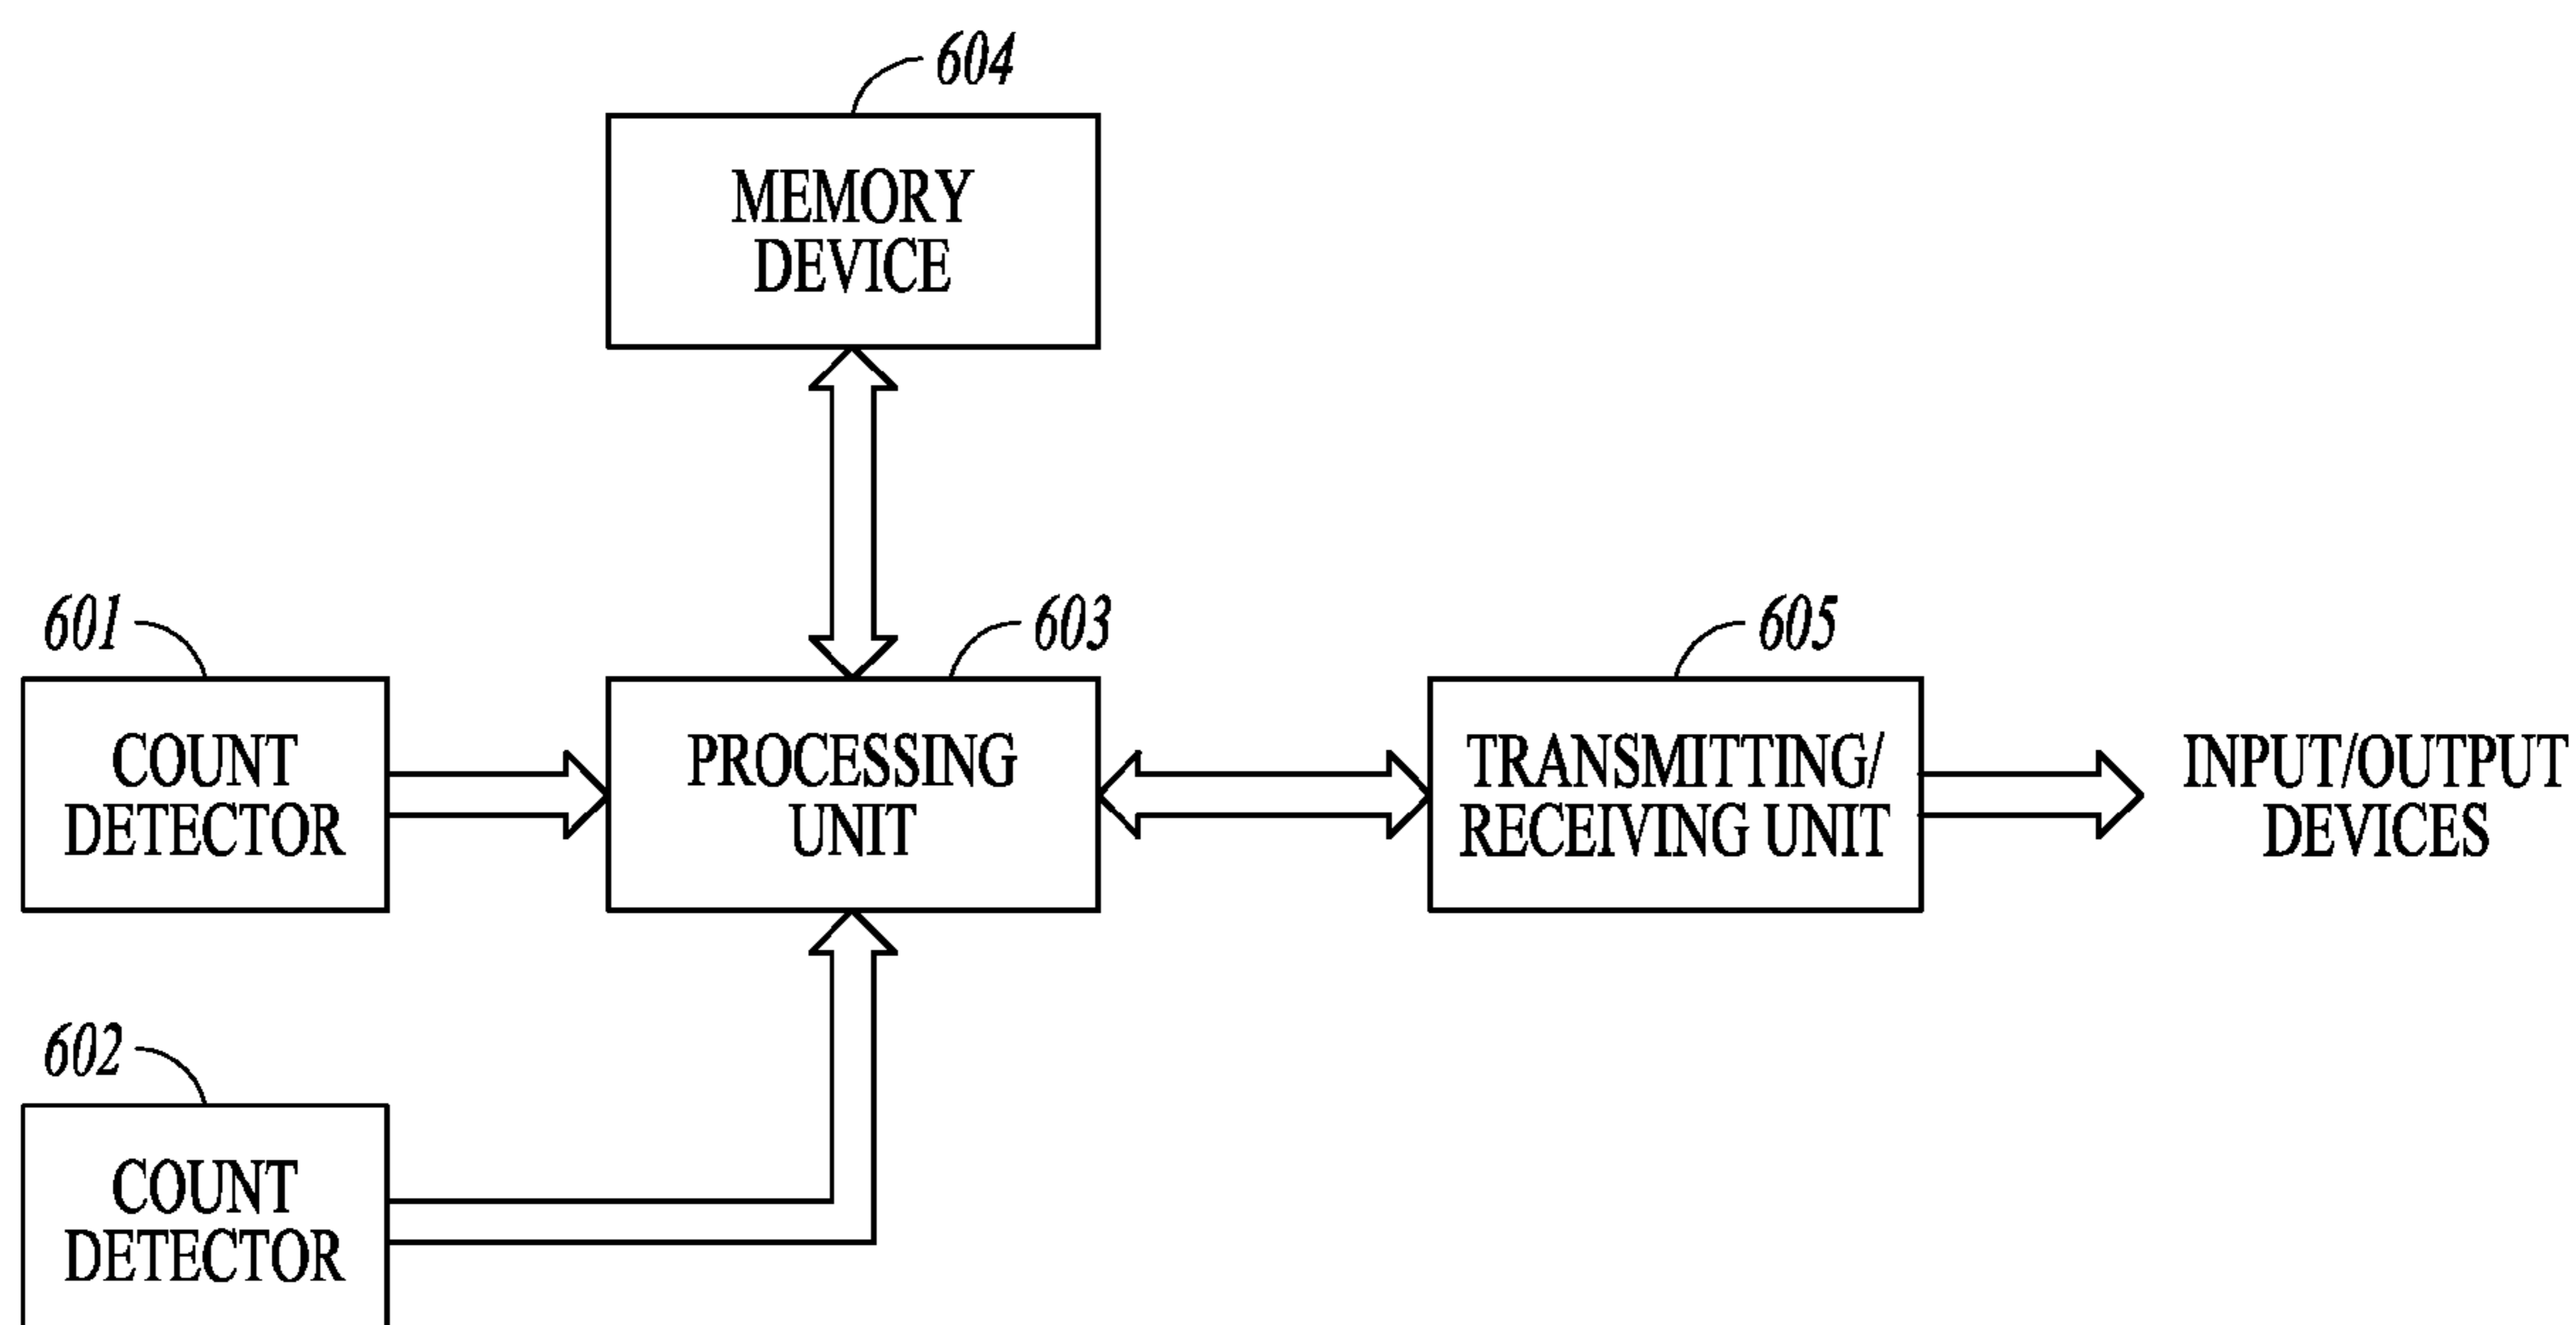 604
MEMORY
DEVICE
601
603
605
COUNT
DETECTOR
PROCESSING
UNIT
TRANSMITTING/
RECEIVING UNIT
INPUT/OUTPUT
DEVICES
602
COUNT
DETECTOR